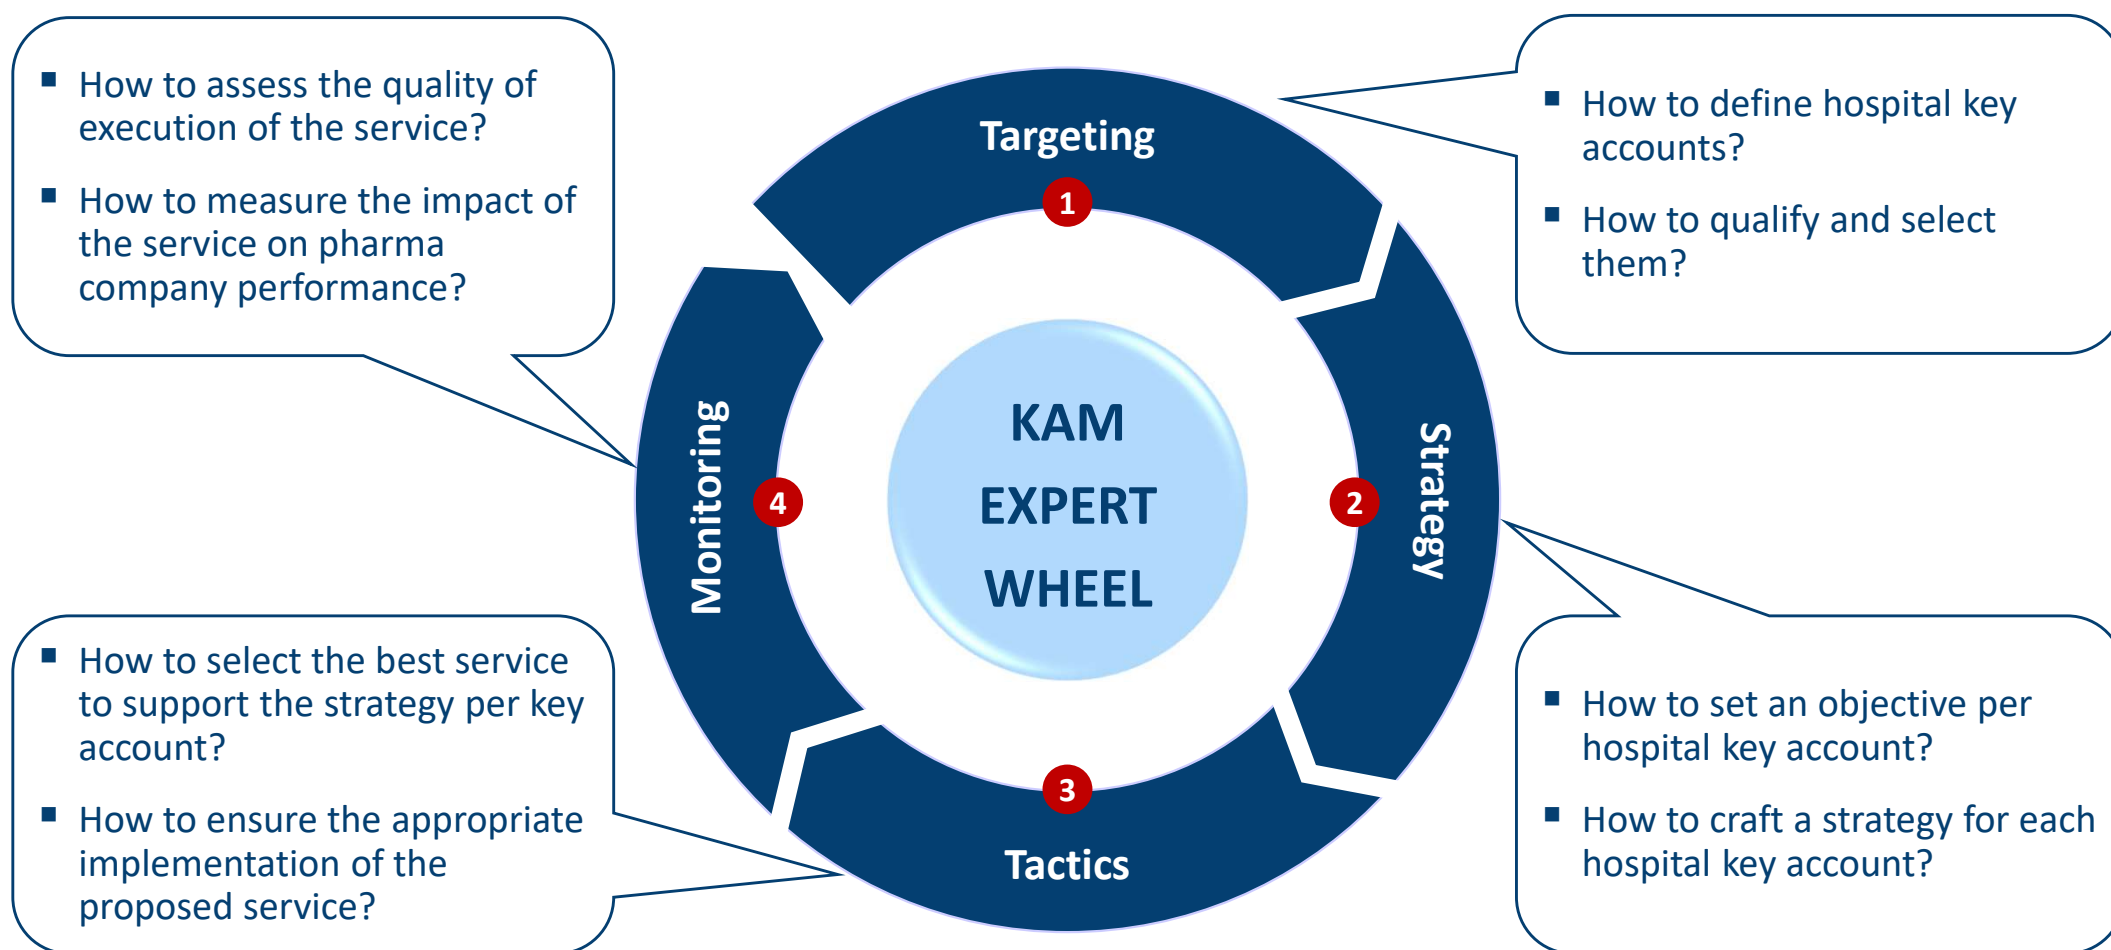 ■ How to assess the quality of
execution of the service?
■ How to measure the impact of
the service on pharma
company performance?
Targeting
1
■ How to define hospital key
accounts?
■ How to qualify and select
them?
Monitoring
4
KAM
EXPERT
WHEEL
2
Strategy
■ How to select the best service
to support the strategy per key
account?
■ How to ensure the appropriate
implementation of the
proposed service?
3
Tactics
■ How to set an objective per
hospital key account?
■ How to craft a strategy for each
hospital key account?